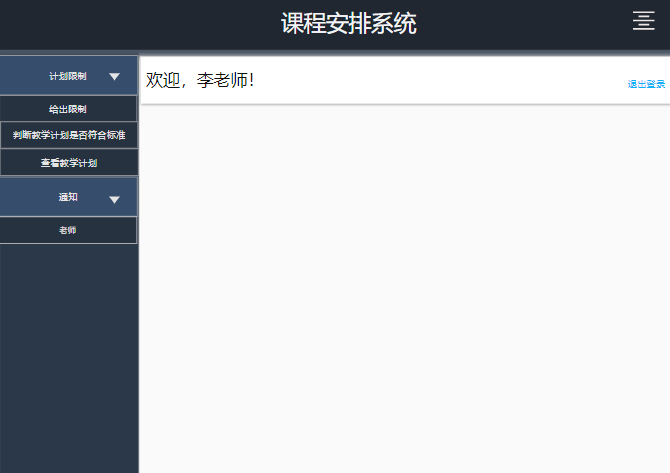 课程安排系统
计划限制
给出限制
判断教学计划是否符合标准
查看教学计划
通知
老师
欢迎，李老师！
退出登录